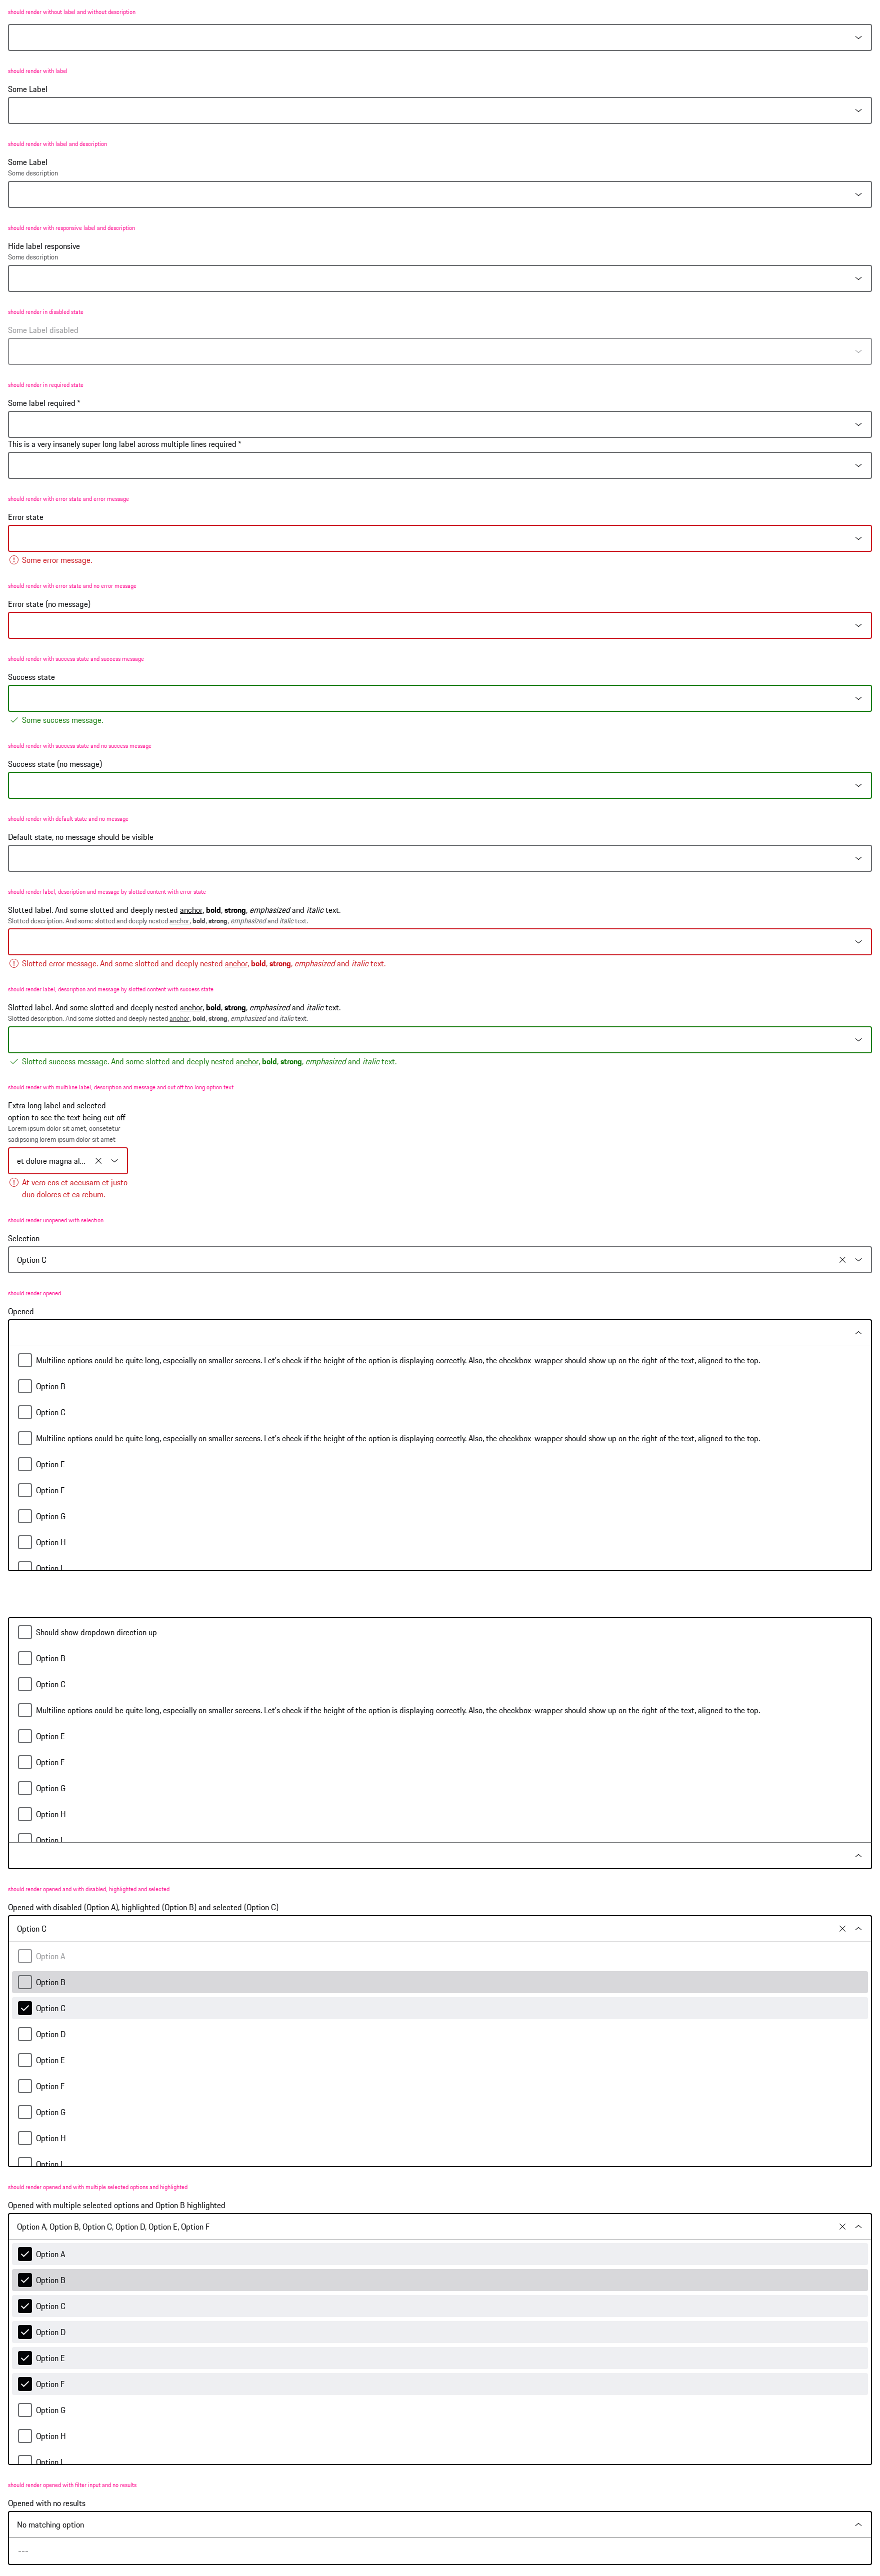 should render without label and without description
should render with label
Some Label
should render with label and description
Some Label
Some description
should render with responsive label and description
Hide label responsive
Some description
should render in disabled state
Some Label disabled
should render in required state
Some label required *
This is a very insanely super long label across multiple lines required *
should render with error state and error message
Error state
Some error message.
should render with error state and no error message
Error state (no message)
should render with success state and success message
Success state
Some success message.
should render with success state and no success message
Success state (no message)
should render with default state and no message
Default state, no message should be visible
should render label, description and message by slotted content with error state
Slotted label. And some slotted and deeply nested anchor, bold, strong, emphasized and italic text.
Slotted description. And some slotted and deeply nested anchor, bold, strong, emphasized and italic text.
Slotted error message. And some slotted and deeply nested anchor, bold, strong, emphasized and italic text.
should render label, description and message by slotted content with success state
Slotted label. And some slotted and deeply nested anchor, bold, strong, emphasized and italic text.
Slotted description. And some slotted and deeply nested anchor, bold, strong, emphasized and italic text.
Slotted success message. And some slotted and deeply nested anchor, bold, strong, emphasized and italic text.
should render with multiline label, description and message and cut off too long option text
Extra long label and selected
option to see the text being cut off
Lorem ipsum dolor sit amet, consetetur
sadipscing lorem ipsum dolor sit amet
et dolore magna al...
At vero eos et accusam et justo
duo dolores et ea rebum.
should render unopened with selection
Selection
Option C
should render opened
Opened
Multiline options could be quite long, especially on smaller screens. Let's check if the height of the option is displaying correctly. Also, the checkbox-wrapper should show up on the right of the text, aligned to the top.
Option B
Option C
Multiline options could be quite long, especially on smaller screens. Let's check if the height of the option is displaying correctly. Also, the checkbox-wrapper should show up on the right of the text, aligned to the top.
Option E
Option F
Option G
Option H
Option I
Should show dropdown direction up
Option B
Option C
Multiline options could be quite long, especially on smaller screens. Let's check if the height of the option is displaying correctly. Also, the checkbox-wrapper should show up on the right of the text, aligned to the top.
Option E
Option F
Option G
Option H
Option I
should render opened and with disabled, highlighted and selected
Opened with disabled (Option A), highlighted (Option B) and selected (Option C)
Option C
Option A
Option B
Option C
Option D
Option E
Option F
Option G
Option H
Option I
should render opened and with multiple selected options and highlighted
Opened with multiple selected options and Option B highlighted
Option A, Option B, Option C, Option D, Option E, Option F
Option A
Option B
Option C
Option D
Option E
Option F
Option G
Option H
Option I
should render opened with filter input and no results
Opened with no results
No matching option
---